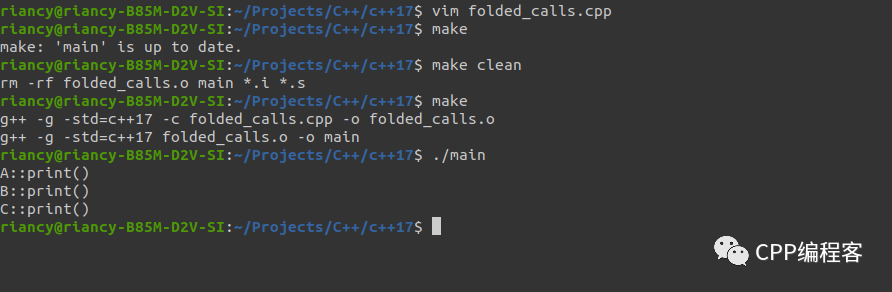 riancy@riancy-B85M-D2V-SI:~/Projects/C++/c++17$ vim folded_calls.cpp
riancy@riancy-B85M-D2V-SI:~/Projects/C++/c++17$ make
make: 'main' is up to date.
riancy@riancy-B85M-D2V-SI:~/Projects/C++/c++17$ make clean
rm -rf folded_calls.o main *.i *.s
riancy@riancy-B85M-D2V-SI:~/Projects/C++/c++17$ make
g++ -g -std=c++17 -c folded_calls.cpp -o folded_calls.o
g++ -g -std=c++17 folded_calls.o -o main
riancy@riancy-B85M-D2V-SI:~/Projects/C++/c++17$ ./main
A::print()
B::print()
C::print()
riancy@riancy-B85M-D2V-SI:~/Projects/C++/c++17$
CPP编程客